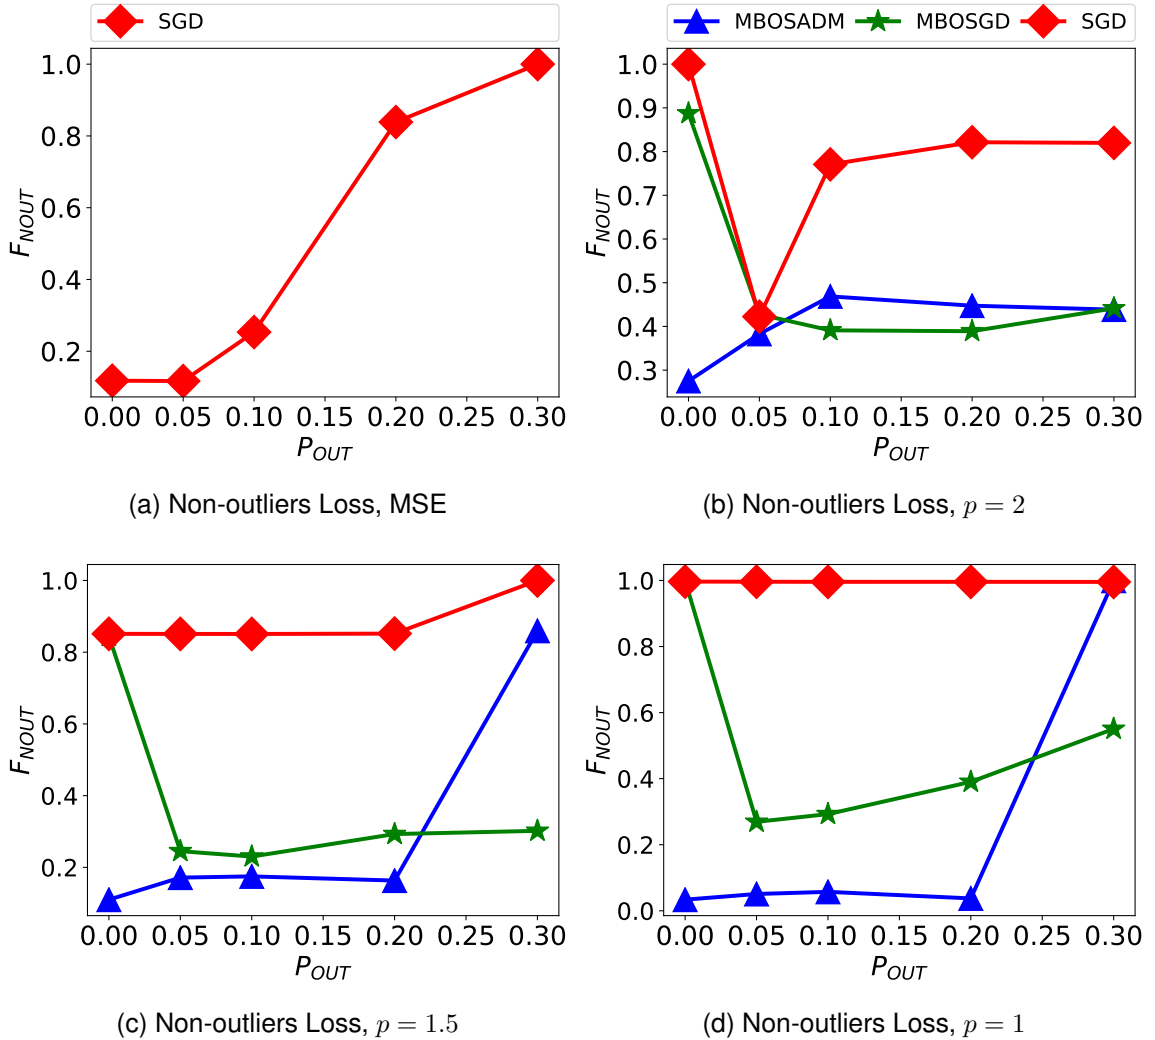 SGD
1.0
0.8
0.6
0.4
0.2
F_NOUT
0.00 0.05 0.10 0.15 0.20 0.25 0.30
P_OUT
(a) Non-outliers Loss, MSE
MBOSADM MBOSGD SGD
1.0
0.9
0.8
0.7
0.6
0.5
0.4
0.3
F_NOUT
0.00 0.05 0.10 0.15 0.20 0.25 0.30
P_OUT
(b) Non-outliers Loss, p = 2
1.0
0.8
0.6
0.4
0.2
F_NOUT
0.00 0.05 0.10 0.15 0.20 0.25 0.30
P_OUT
(c) Non-outliers Loss, p = 1.5
1.0
0.8
0.6
0.4
0.2
0.0
F_NOUT
0.00 0.05 0.10 0.15 0.20 0.25 0.30
P_OUT
(d) Non-outliers Loss, p = 1